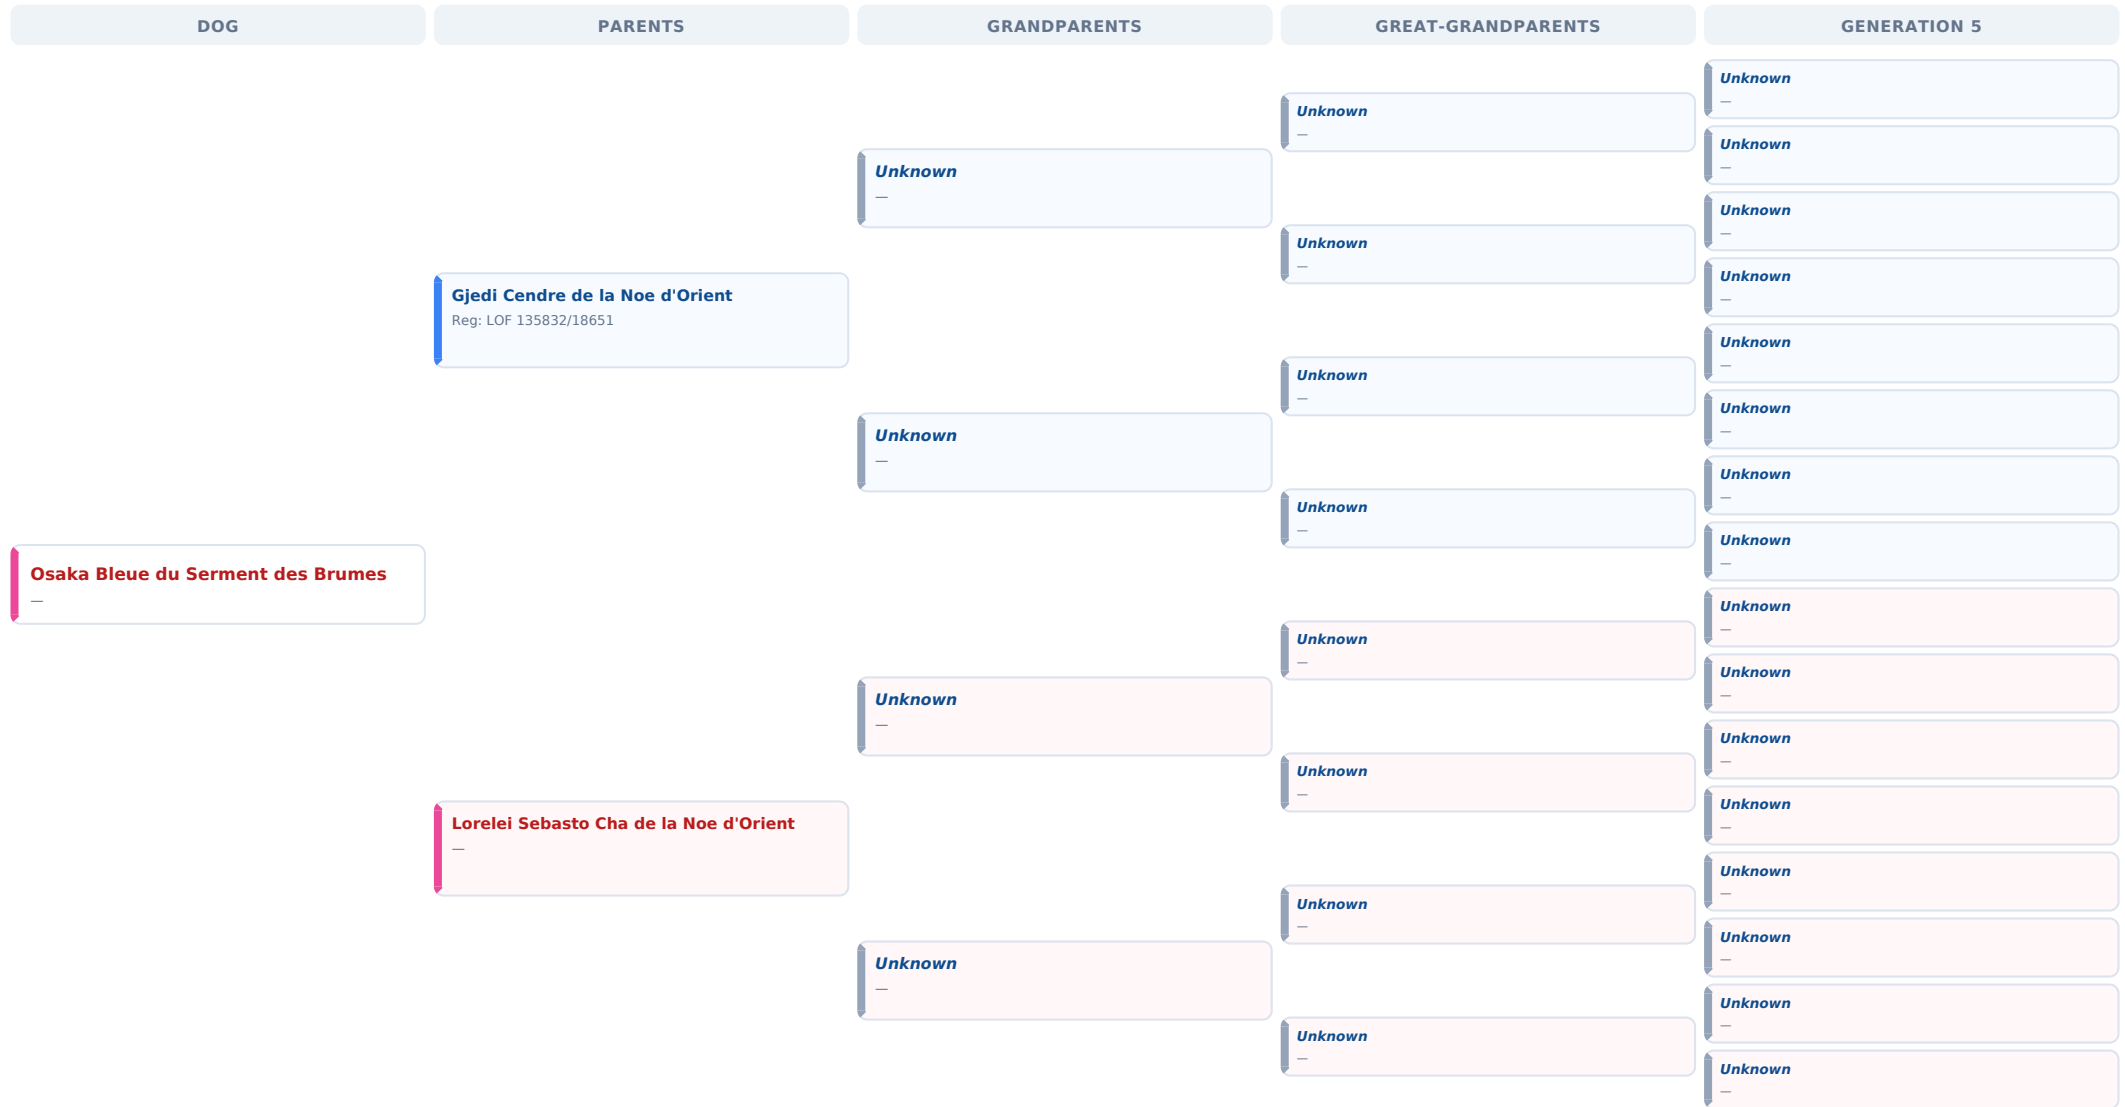 DOG
PARENTS
GRANDPARENTS
GREAT-GRANDPARENTS
GENERATION 5
Osaka Bleue du Serment des Brumes
—
Gjedi Cendre de la Noe d'Orient
Reg: LOF 135832/18651
Lorelei Sebasto Cha de la Noe d'Orient
—
Unknown
—
Unknown
—
Unknown
—
Unknown
—
Unknown
—
Unknown
—
Unknown
—
Unknown
—
Unknown
—
Unknown
—
Unknown
—
Unknown
—
Unknown
—
Unknown
—
Unknown
—
Unknown
—
Unknown
—
Unknown
—
Unknown
—
Unknown
—
Unknown
—
Unknown
—
Unknown
—
Unknown
—
Unknown
—
Unknown
—
Unknown
—
Unknown
—